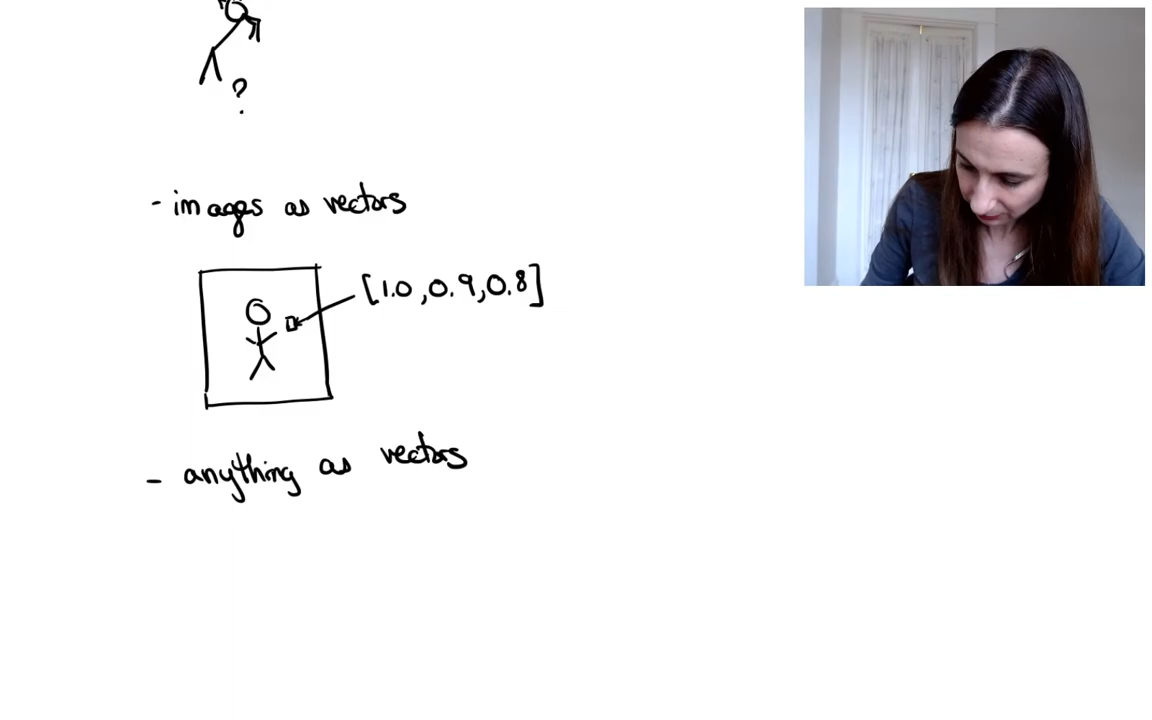 ?
- images as vectors
[1.0, 0.9, 0.8]
- anything as vectors